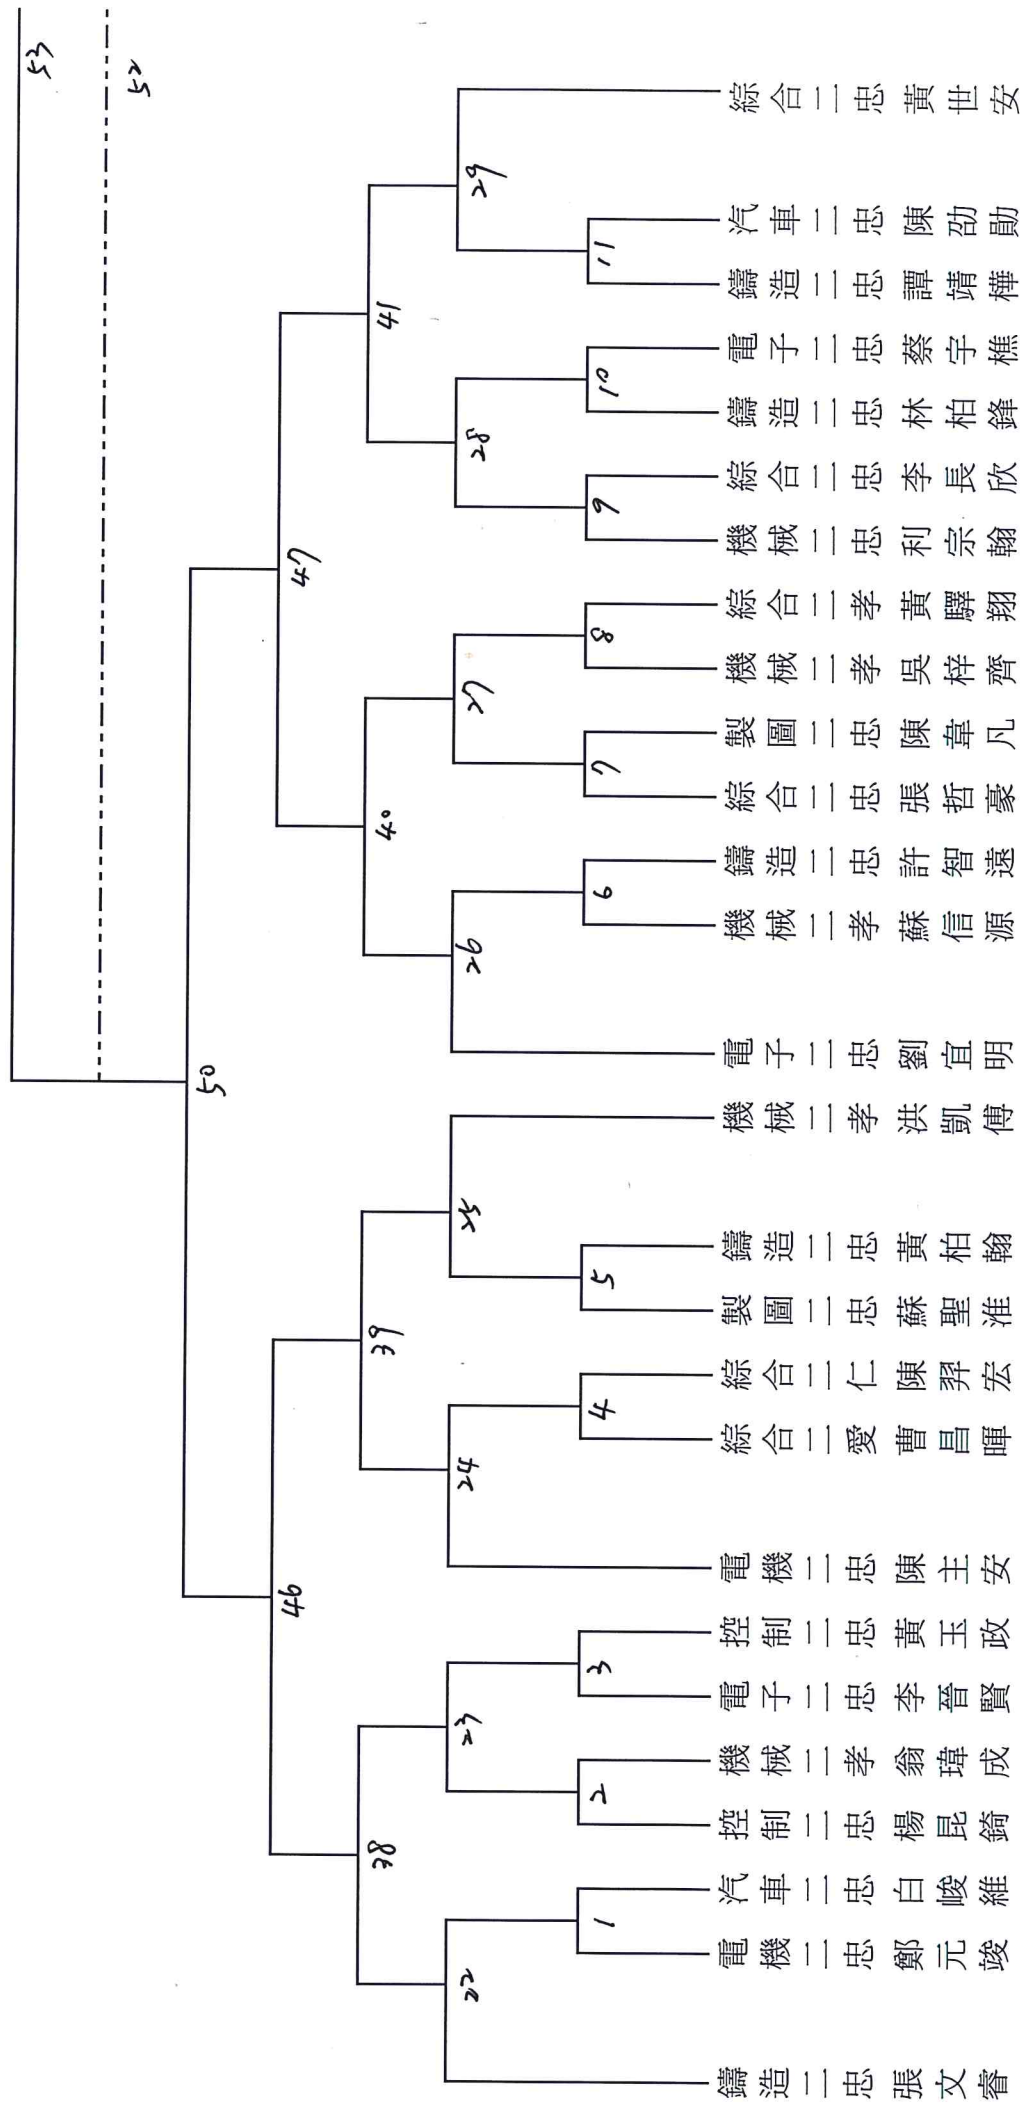 53
52
50
46
47
38
39
40
41
22
23
24
25
26
27
28
29
1
2
3
4
5
6
7
8
9
10
11
鑄造二忠 張文睿
電機二忠 鄭元竣
汽車二忠 白峻維
控制二忠 楊昆錡
機械二孝 翁瑋成
電子二忠 李晉賢
控制二忠 黃玉政
電機二忠 陳主安
綜合二愛 曹昌暉
綜合二仁 陳羿宏
製圖二忠 蘇聖淮
鑄造二忠 黃柏翰
機械二孝 洪凱傅
電子二忠 劉宜明
機械二孝 蘇信源
鑄造二忠 許智遠
綜合二忠 張哲豪
製圖二忠 陳韋凡
機械二孝 吳梓齊
綜合二孝 黃驛翔
機械二忠 利宗翰
綜合二忠 李長欣
鑄造二忠 林柏鋒
電子二忠 蔡宇樵
鑄造二忠 譚靖樺
汽車二忠 陳劭勛
綜合二忠 黃世安